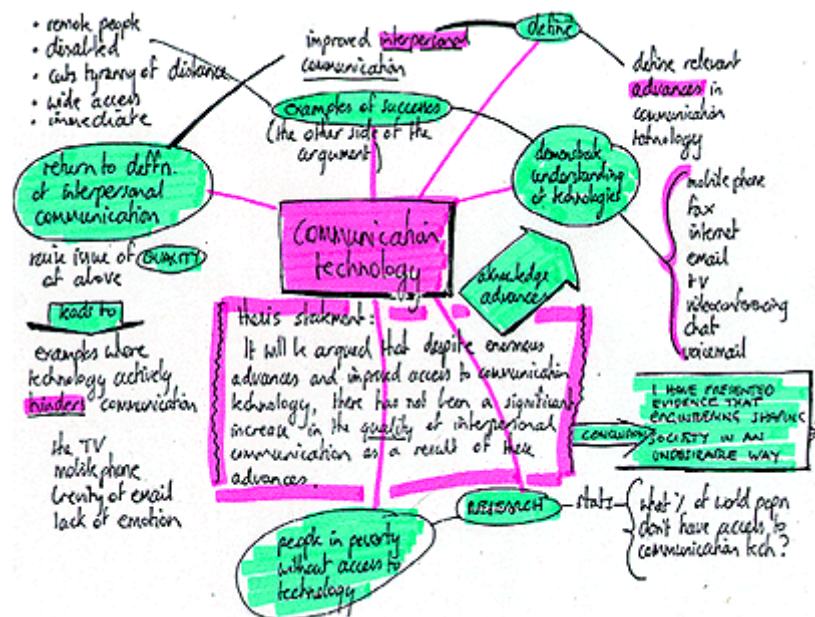 • remote people
• disabled
• cuts tyranny of distance
• wide access
• immediate
improved interpersonal
communication
define
define relevant
advances in
communication
technology
examples of success
(the other side of the
argument)
return to deffn.
of interpersonal
communication
demonstrate
understanding
of technologies
mobile phone
fax
internet
email
TV
videoconferencing
chat
voicemail
Communication
technology
aknowledge
advances
issue of QUALITY
of above
leads to
examples where
technology actively
hinders communication
the TV
mobile phone
brevity of email
lack of emotion
thesis statement:
It will be argued that despite enormous
advances and improved access to communication
technology, there has not been a significant
increase in the quality of interpersonal
communication as a result of these
advances.
CONCLUSION
I HAVE PRESENTED
EVIDENCE THAT
ENGINEERING SHAPING
SOCIETY IN AN
UNDESIRABLE WAY
RESEARCH
stats
what % of world popn
don't have access to
communication tech?
people in poverty
without access to
technology